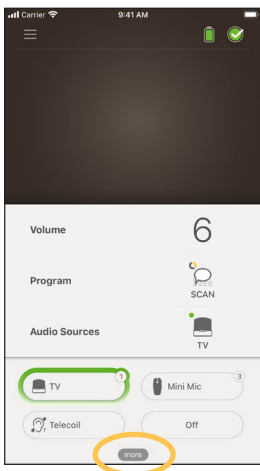 Carrier 9:41 AM
Volume 6
Program SCAN
Audio Sources TV
TV 1 Mini Mic 3
T Telecoil Off
more